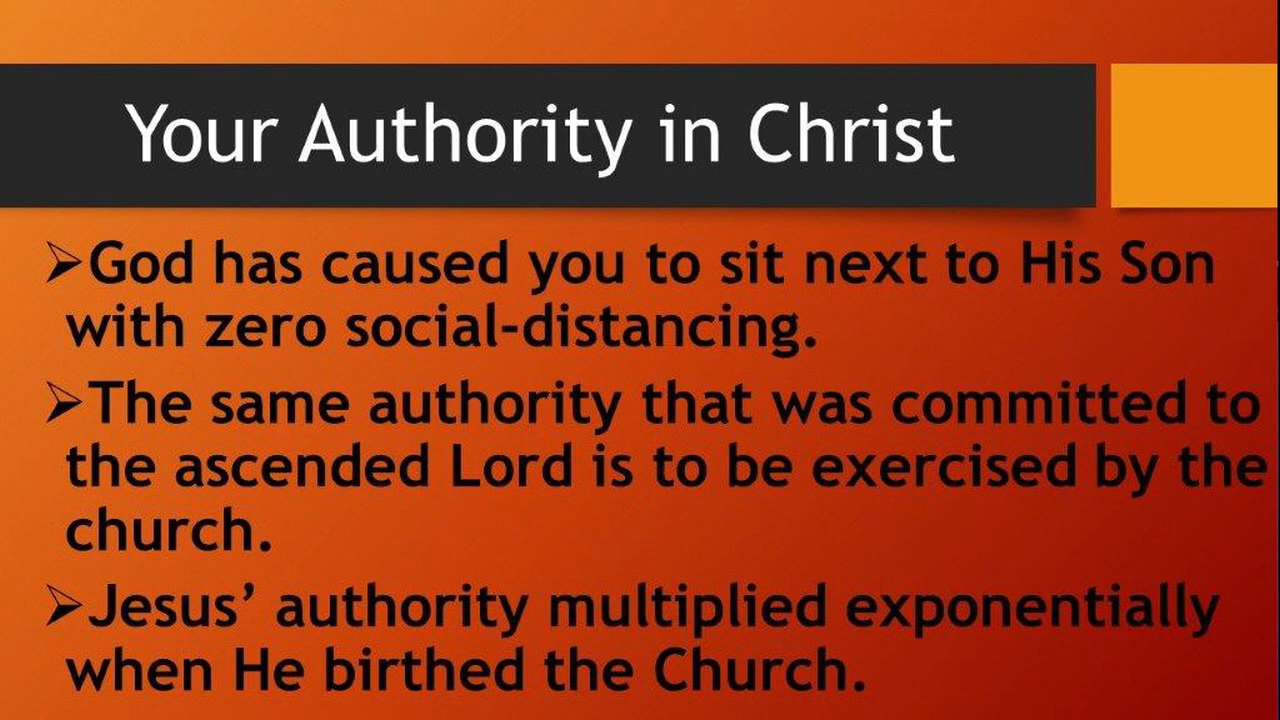 Your Authority in Christ
➢God has caused you to sit next to His Son
with zero social-distancing.
➢The same authority that was committed to
the ascended Lord is to be exercised by the
church.
➢Jesus’ authority multiplied exponentially
when He birthed the Church.